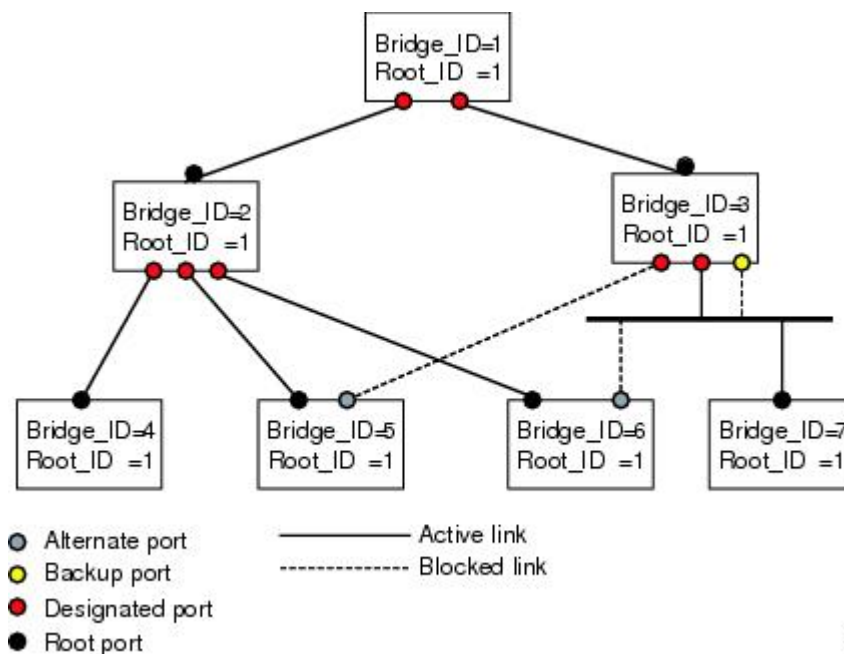 Bridge_ID=1
Root_ID =1
Bridge_ID=2
Root_ID =1
Bridge_ID=3
Root_ID =1
Bridge_ID=4
Root_ID =1
Bridge_ID=5
Root_ID =1
Bridge_ID=6
Root_ID =1
Bridge_ID=7
Root_ID =1
Alternate port
Backup port
Designated port
Root port
Active link
Blocked link